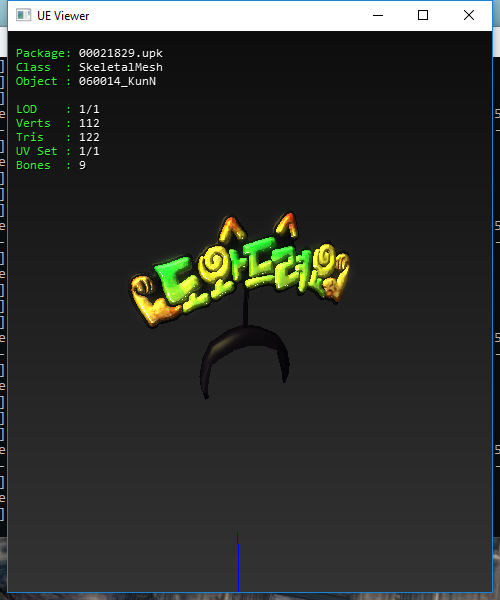 UE Viewer
Package: 00021829.upk
Class : SkeletalMesh
Object : 060014_KunN
LOD : 1/1
Verts : 112
Tris : 122
UV Set : 1/1
Bones : 9
도와드려요